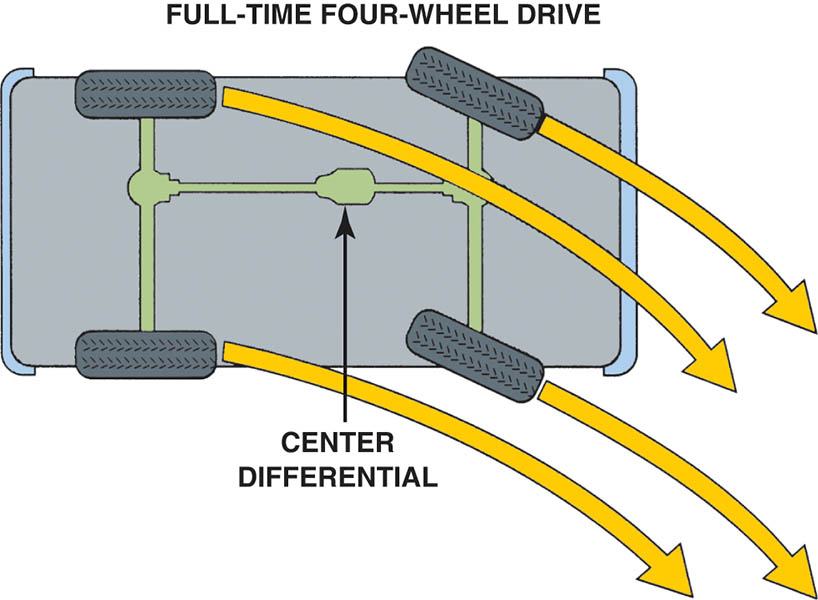 FULL-TIME FOUR-WHEEL DRIVE
CENTER
DIFFERENTIAL